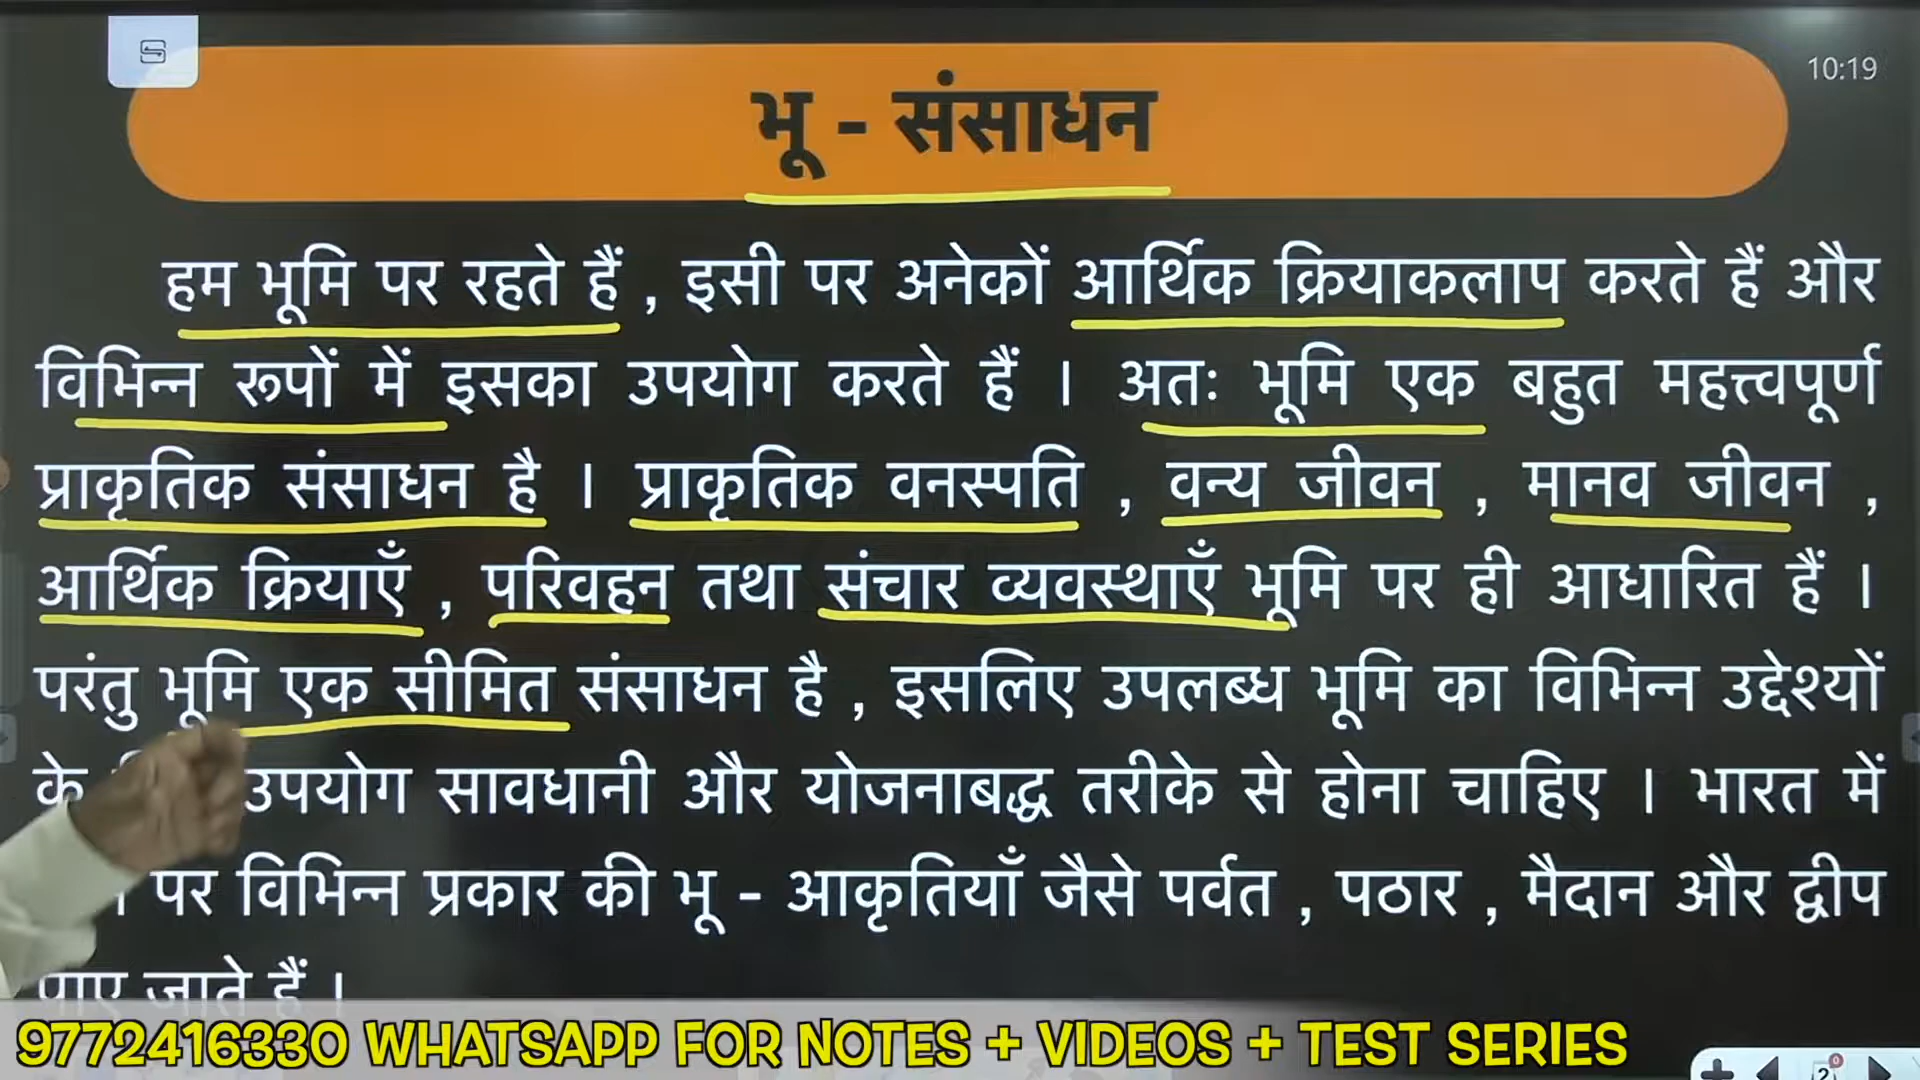 10:19
भू - संसाधन
हम भूमि पर रहते हैं , इसी पर अनेकों आर्थिक क्रियाकलाप करते हैं और
विभिन्न रूपों में इसका उपयोग करते हैं । अतः भूमि एक बहुत महत्त्वपूर्ण
प्राकृतिक संसाधन है । प्राकृतिक वनस्पति , वन्य जीवन , मानव जीवन ,
आर्थिक क्रियाएँ , परिवहन तथा संचार व्यवस्थाएँ भूमि पर ही आधारित हैं ।
परंतु भूमि एक सीमित संसाधन है , इसलिए उपलब्ध भूमि का विभिन्न उद्देश्यों
के उपयोग सावधानी और योजनाबद्ध तरीके से होना चाहिए । भारत में
पर विभिन्न प्रकार की भू - आकृतियाँ जैसे पर्वत , पठार , मैदान और द्वीप
पाए जाते हैं ।
9772416330 WHATSAPP FOR NOTES + VIDEOS + TEST SERIES
2